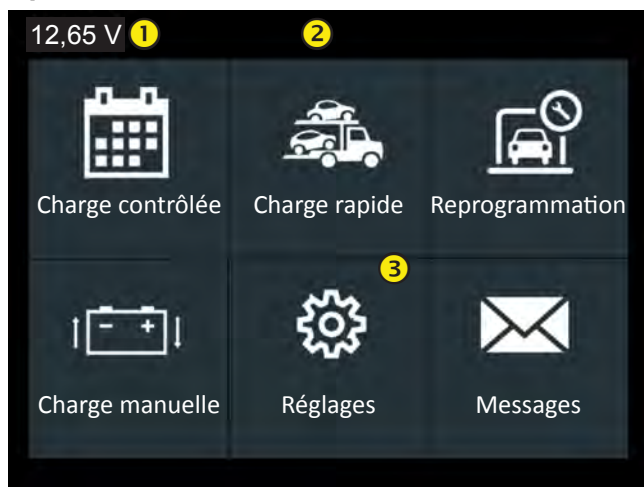 12,65 V 1 2
Charge contrôlée Charge rapide Reprogrammation
3
Charge manuelle Réglages Messages